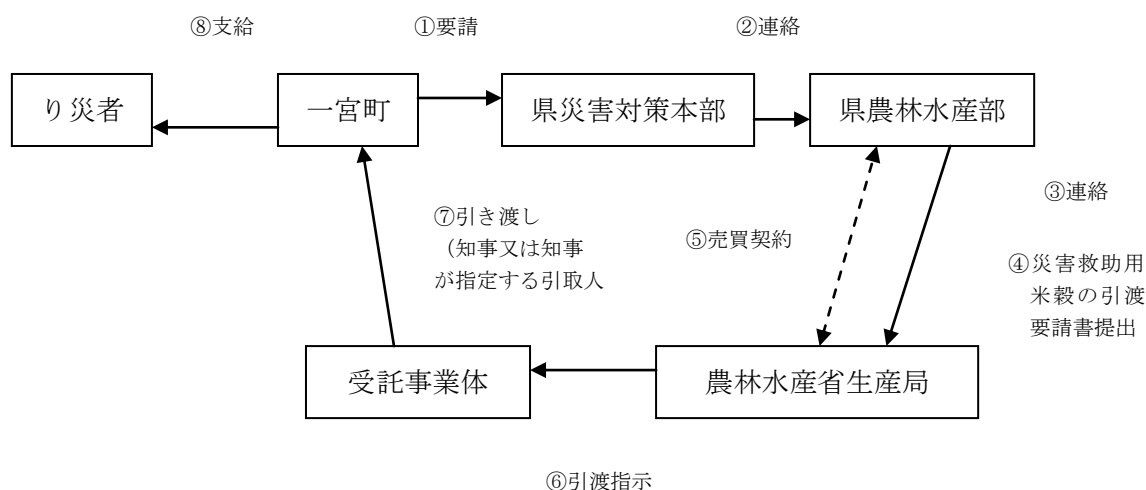 ⑧支給
①要請
②連絡
り災者
一宮町
県災害対策本部
県農林水産部
③連絡
⑦引き渡し
（知事又は知事
が指定する引取人
⑤売買契約
④災害救助用
米穀の引渡
要請書提出
受託事業体
農林水産省生産局
⑥引渡指示